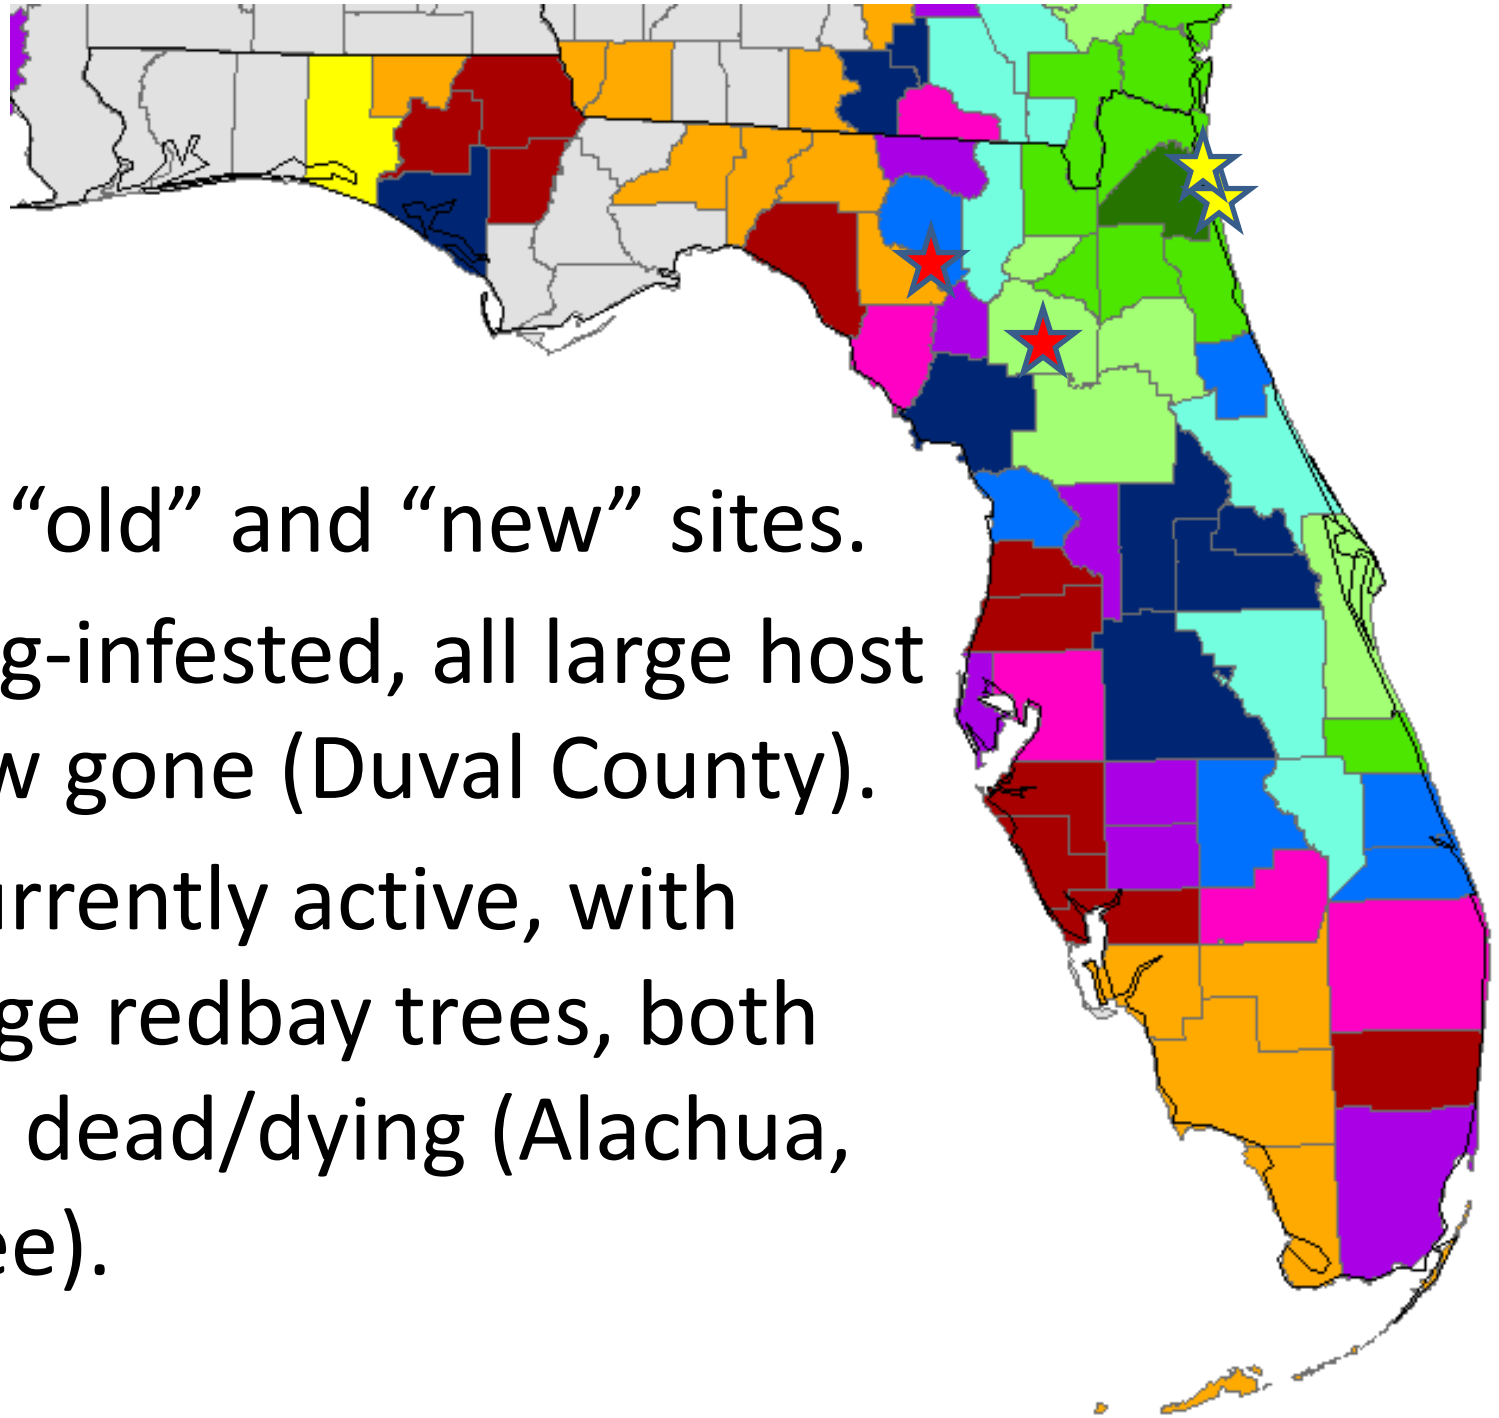 “old” and “new” sites.
g-infested, all large host
w gone (Duval County).
urrently active, with
ge redbay trees, both
dead/dying (Alachua,
ee).